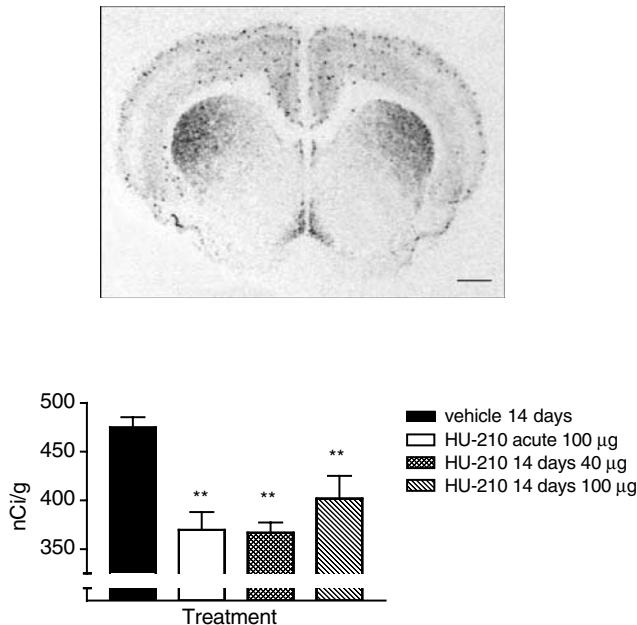 500
450
400
350
nCi/g
**
**
**
Treatment
vehicle 14 days
HU-210 acute 100 μg
HU-210 14 days 40 μg
HU-210 14 days 100 μg